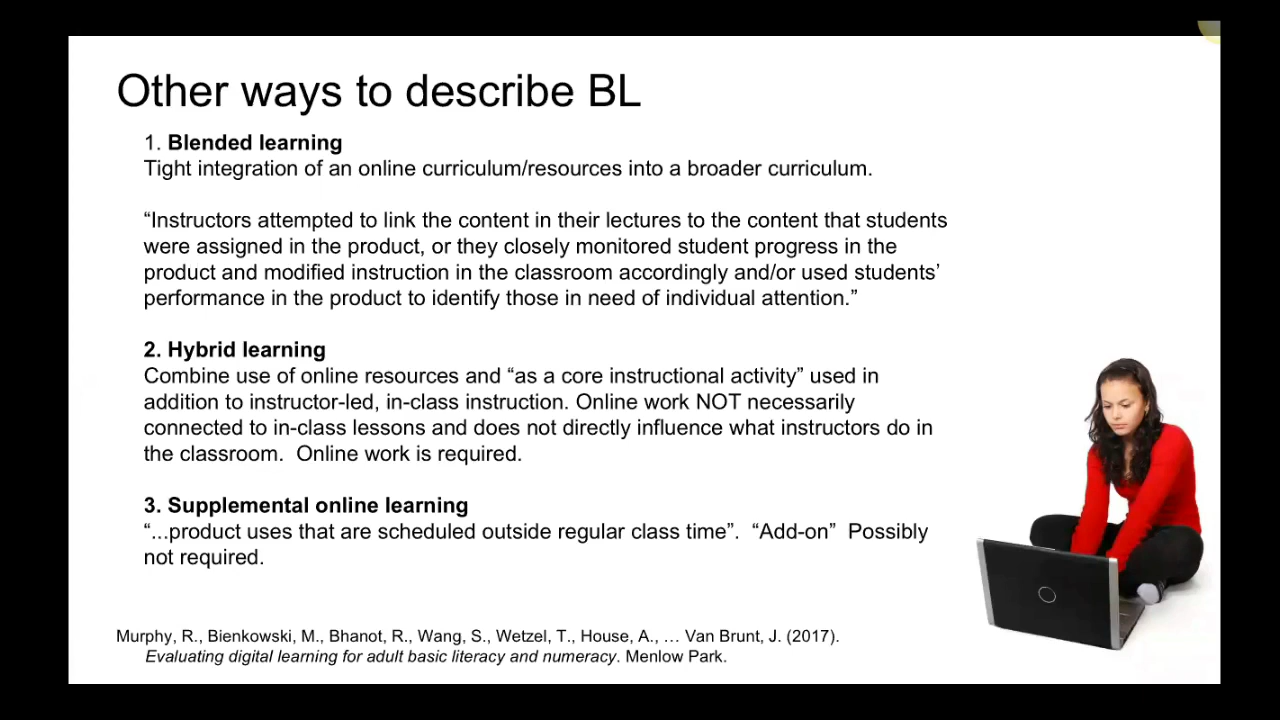 Other ways to describe BL
1. Blended learning
Tight integration of an online curriculum/resources into a broader curriculum.
“Instructors attempted to link the content in their lectures to the content that students
were assigned in the product, or they closely monitored student progress in the
product and modified instruction in the classroom accordingly and/or used students’
performance in the product to identify those in need of individual attention.”
2. Hybrid learning
Combine use of online resources and “as a core instructional activity” used in
addition to instructor-led, in-class instruction. Online work NOT necessarily
connected to in-class lessons and does not directly influence what instructors do in
the classroom.  Online work is required.
3. Supplemental online learning
“...product uses that are scheduled outside regular class time”.  “Add-on”  Possibly
not required.
Murphy, R., Bienkowski, M., Bhanot, R., Wang, S., Wetzel, T., House, A., … Van Brunt, J. (2017).
Evaluating digital learning for adult basic literacy and numeracy. Menlow Park.